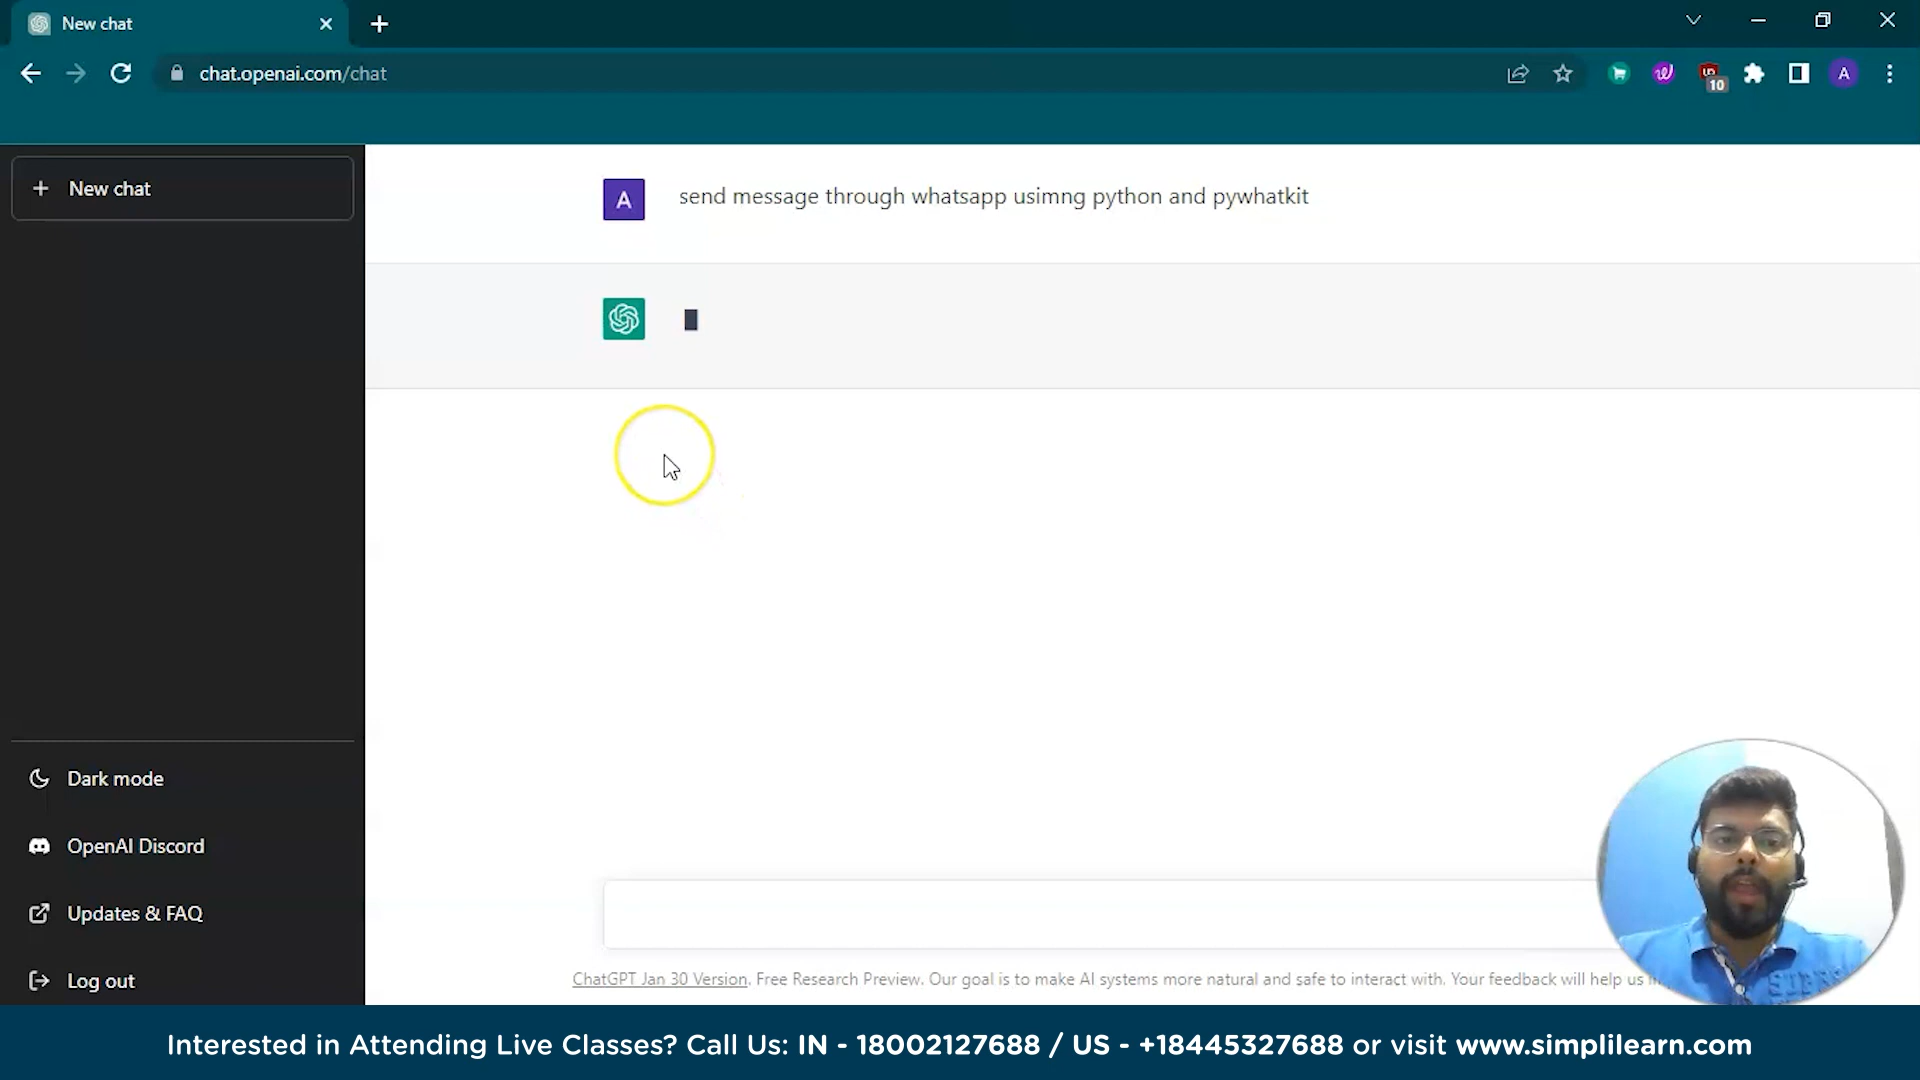 New chat
chat.openai.com/chat
10
A
New chat
A
send message through whatsapp usimng python and pywhatkit
Dark mode
OpenAI Discord
Updates & FAQ
Log out
ChatGPT Jan 30 Version. Free Research Preview. Our goal is to make AI systems more natural and safe to interact with. Your feedback will help us
Interested in Attending Live Classes? Call Us: IN - 18002127688 / US - +18445327688 or visit www.simplilearn.com